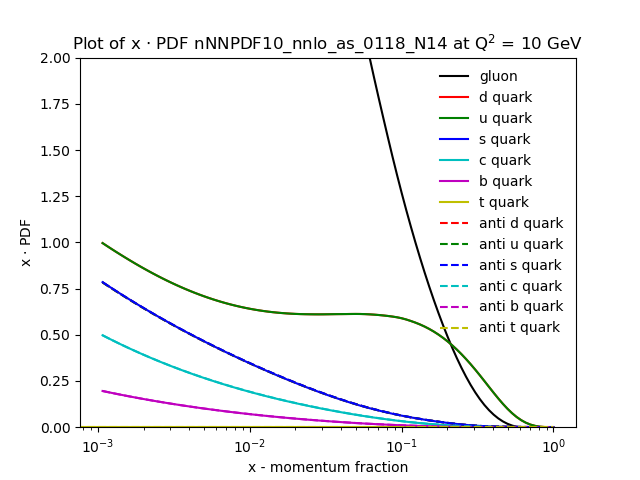 Plot of x · PDF nNNPDF10_nnlo_as_0118_N14 at Q² = 10 GeV
2.00
1.75
1.50
1.25
1.00
0.75
0.50
0.25
0.00
x · PDF
gluon
d quark
u quark
s quark
c quark
b quark
t quark
anti d quark
anti u quark
anti s quark
anti c quark
anti b quark
anti t quark
10⁻³ 10⁻² 10⁻¹ 10⁰
x - momentum fraction